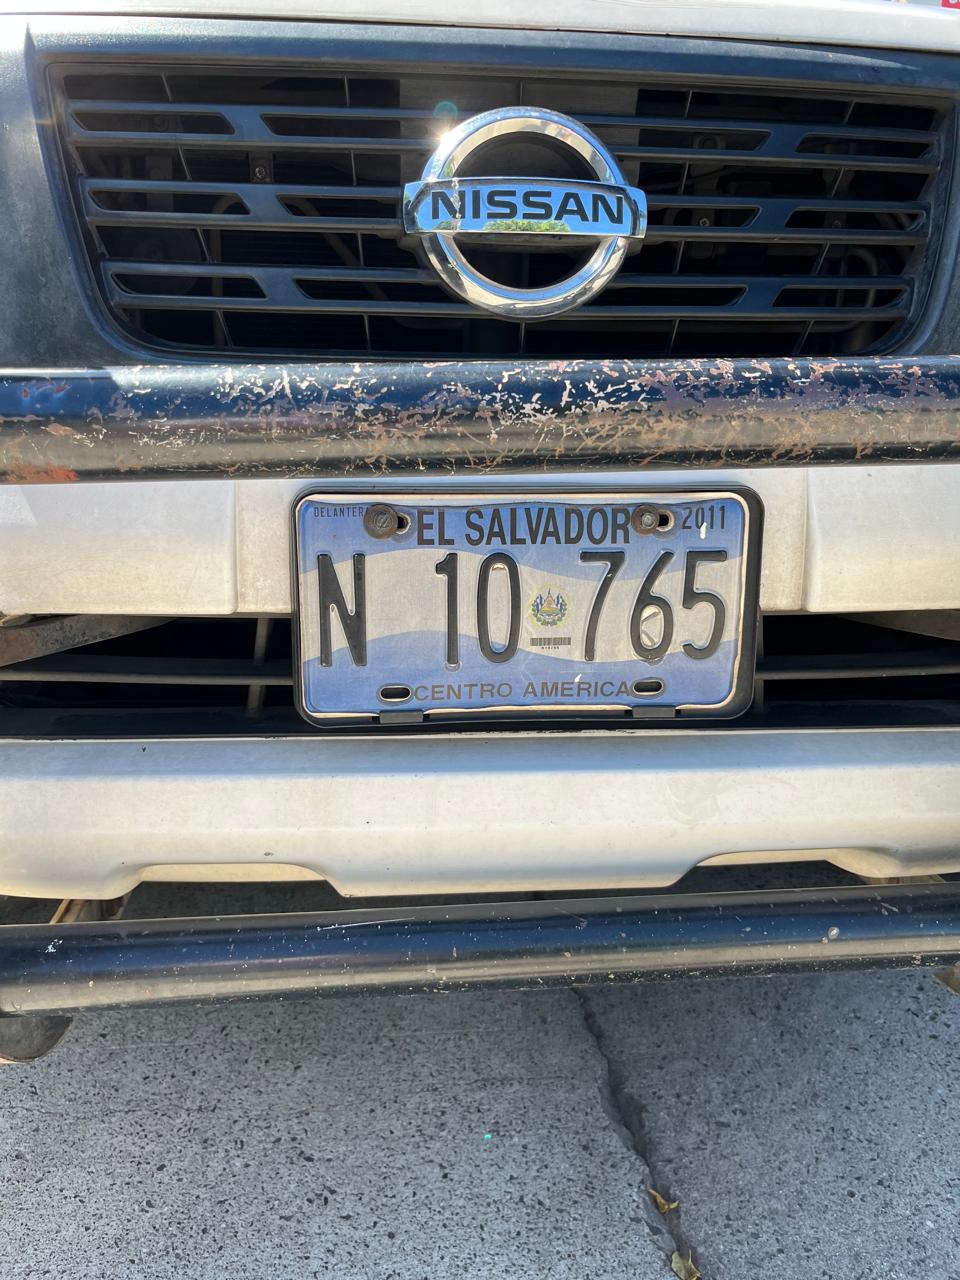 NISSAN
DELANTERA EL SALVADOR 2011
N 10 765
CENTRO AMERICA